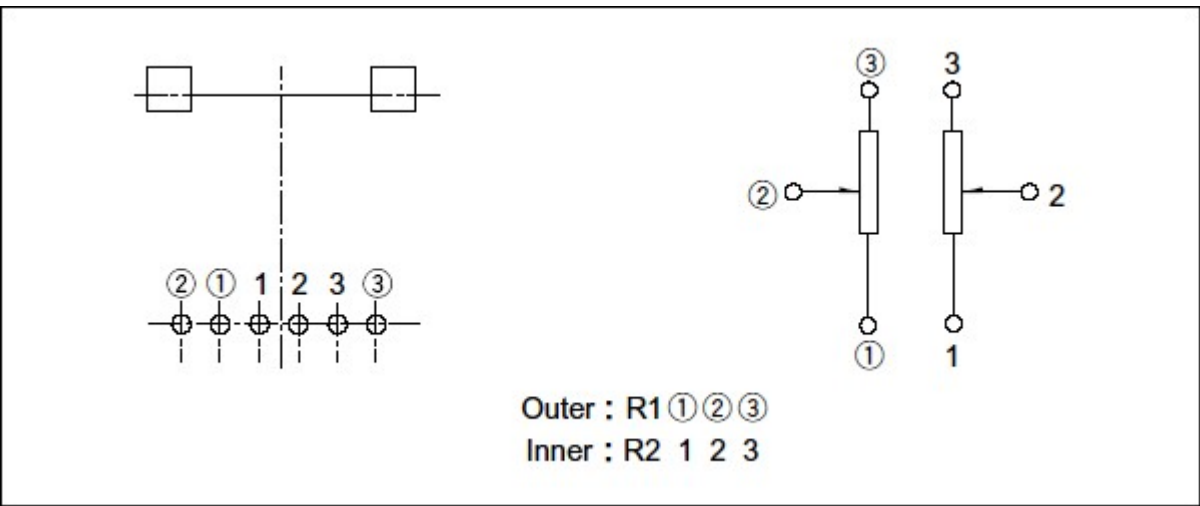 ③ 3
② 2
② ① 1 2 3 ③
① 1
Outer : R1 ① ② ③
Inner : R2 1 2 3